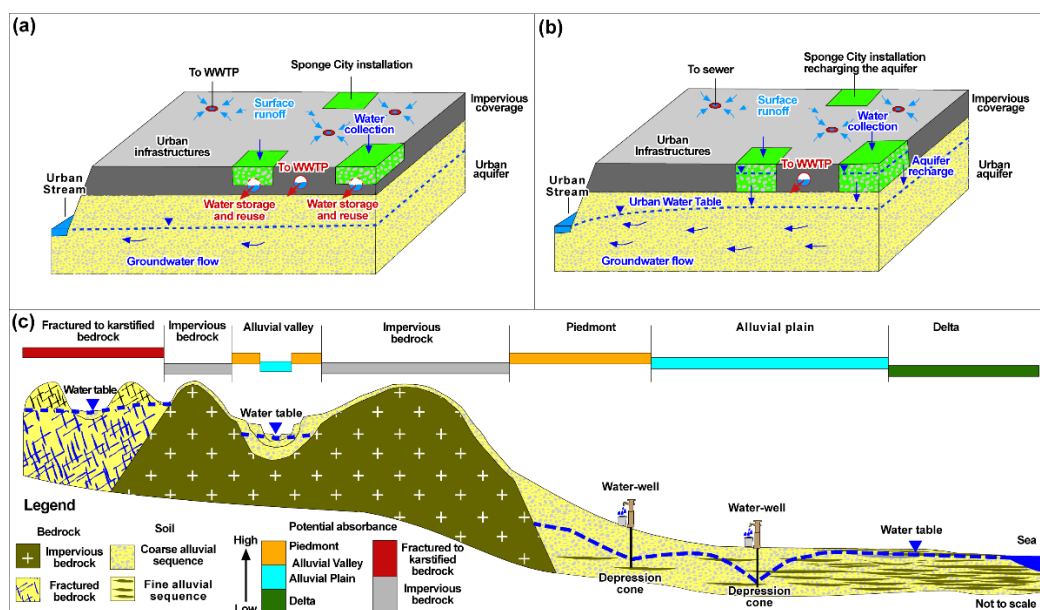 (a)
To WWTP
Sponge City installation
Surface
runoff
Water
collection
Impervious
coverage
Urban
infrastructures
To WWTP
Urban
aquifer
Urban
Stream
Water storage
and reuse
Water storage
and reuse
Groundwater flow
(b)
To sewer
Sponge City installation
recharging the aquifer
Surface
runoff
Water
collection
Impervious
coverage
Urban
Infrastructures
To WWTP
Aquifer
recharge
Urban
aquifer
Urban
Stream
Urban Water Table
Groundwater flow
(c)
Fractured to karstified
bedrock
Impervious
bedrock
Alluvial valley
Impervious
bedrock
Piedmont
Alluvial plain
Delta
Water table
Water table
Water-well
Water-well
Water table
Sea
Depression
cone
Depression
cone
Not to scale
Legend
Bedrock
Impervious
bedrock
Fractured
bedrock
Soil
Coarse alluvial
sequence
Fine alluvial
sequence
Potential absorbance
High
Low
Piedmont
Alluvial Valley
Alluvial Plain
Delta
Fractured to
karstified
bedrock
Impervious
bedrock